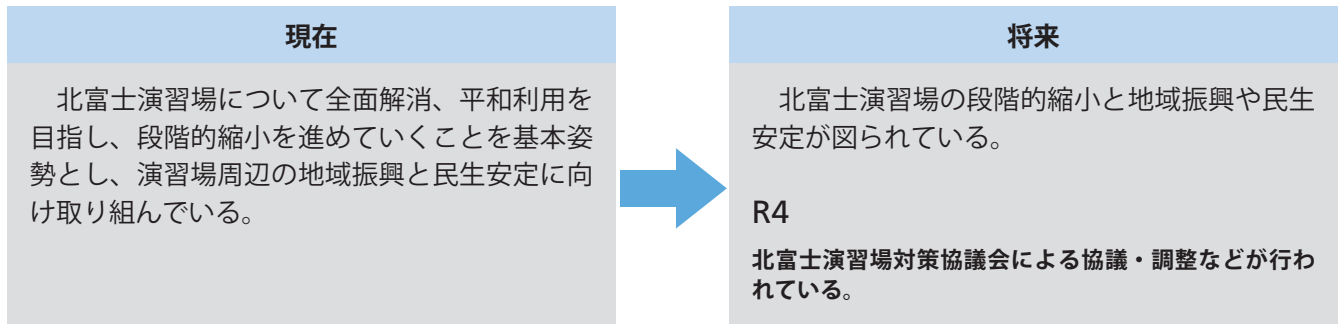 現在
北富士演習場について全面解消、平和利用を
目指し、段階的縮小を進めていくことを基本姿
勢とし、演習場周辺の地域振興と民生安定に向
け取り組んでいる。
将来
北富士演習場の段階的縮小と地域振興や民生
安定が図られている。
R4
北富士演習場対策協議会による協議・調整などが行わ
れている。